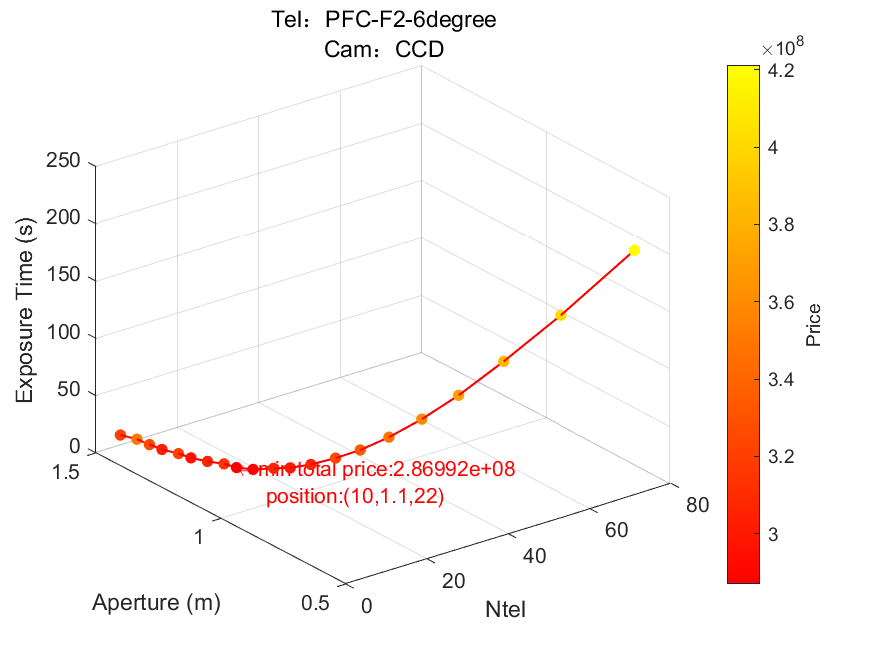 Tel：PFC-F2-6degree
Cam：CCD
×10⁸
4.2
4
3.8
3.6
3.4
3.2
3
Price
250
200
150
100
50
0
Exposure Time (s)
1.5
1
0.5
Aperture (m)
0
20
40
60
80
Ntel
min total price:2.86992e+08
position:(10,1.1,22)